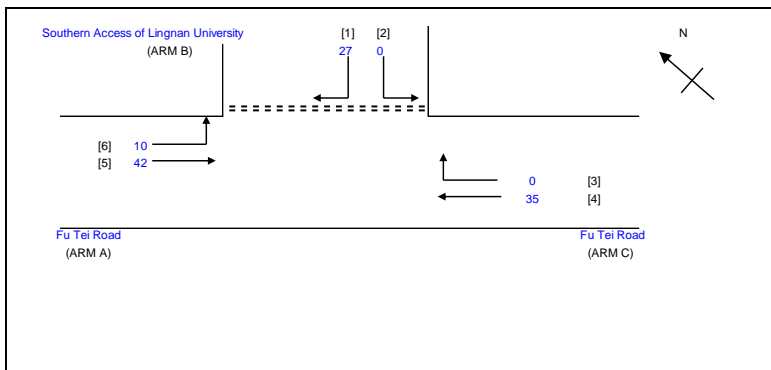 Southern Access of Lingnan University [1] [2] N
(ARM B) 27 0
[6] 10
[5] 42
0 [3]
35 [4]
Fu Tei Road Fu Tei Road
(ARM A) (ARM C)